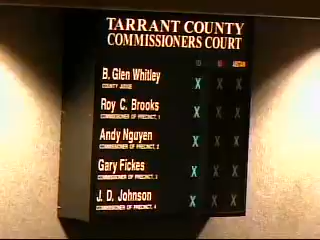 TARRANT COUNTY
COMMISSIONERS COURT
B. Glen Whitley X X X
COUNTY JUDGE
Roy C. Brooks X X X
COMMISSIONER OF PRECINCT, 1
Andy Nguyen X X X
COMMISSIONER OF PRECINCT, 2
Gary Fickes X X X
COMMISSIONER OF PRECINCT, 3
J. D. Johnson X X X
COMMISSIONER OF PRECINCT, 4